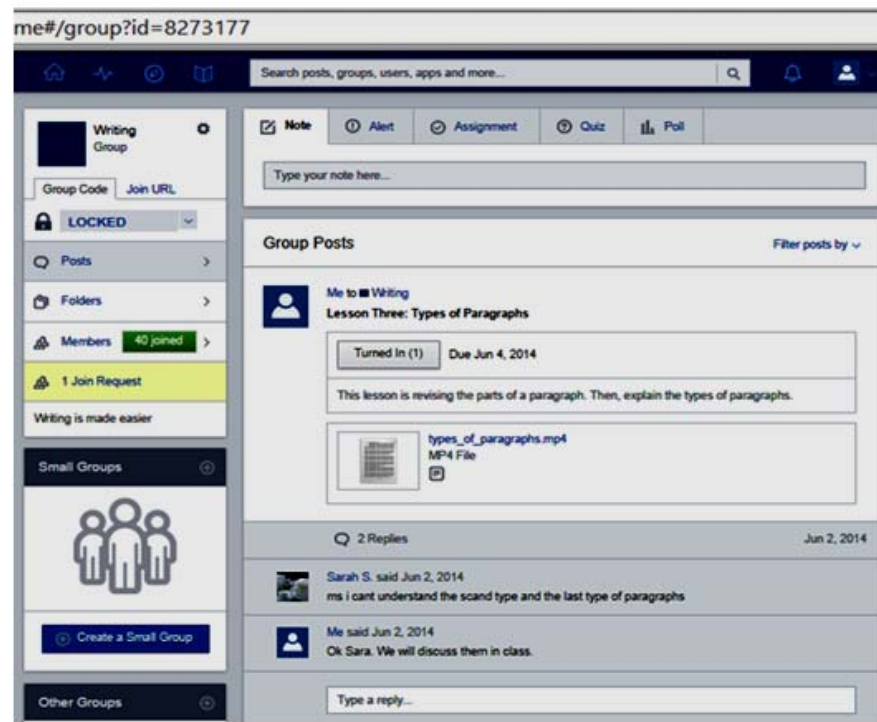 me#/group?id=8273177
Search posts, groups, users, apps and more...
Writing
Group
Group Code Join URL
LOCKED
Posts
Folders
Members 40 joined
1 Join Request
Writing is made easier
Small Groups
Create a Small Group
Other Groups
Note Alert Assignment Quiz Poll
Type your note here...
Group Posts Filter posts by
Me to Writing
Lesson Three: Types of Paragraphs
Turned In (1) Due Jun 4, 2014
This lesson is revising the parts of a paragraph. Then, explain the types of paragraphs.
types_of_paragraphs.mp4
MP4 File
2 Replies Jun 2, 2014
Sarah S. said Jun 2, 2014
ms i cant understand the scand type and the last type of paragraphs
Me said Jun 2, 2014
Ok Sara. We will discuss them in class.
Type a reply...